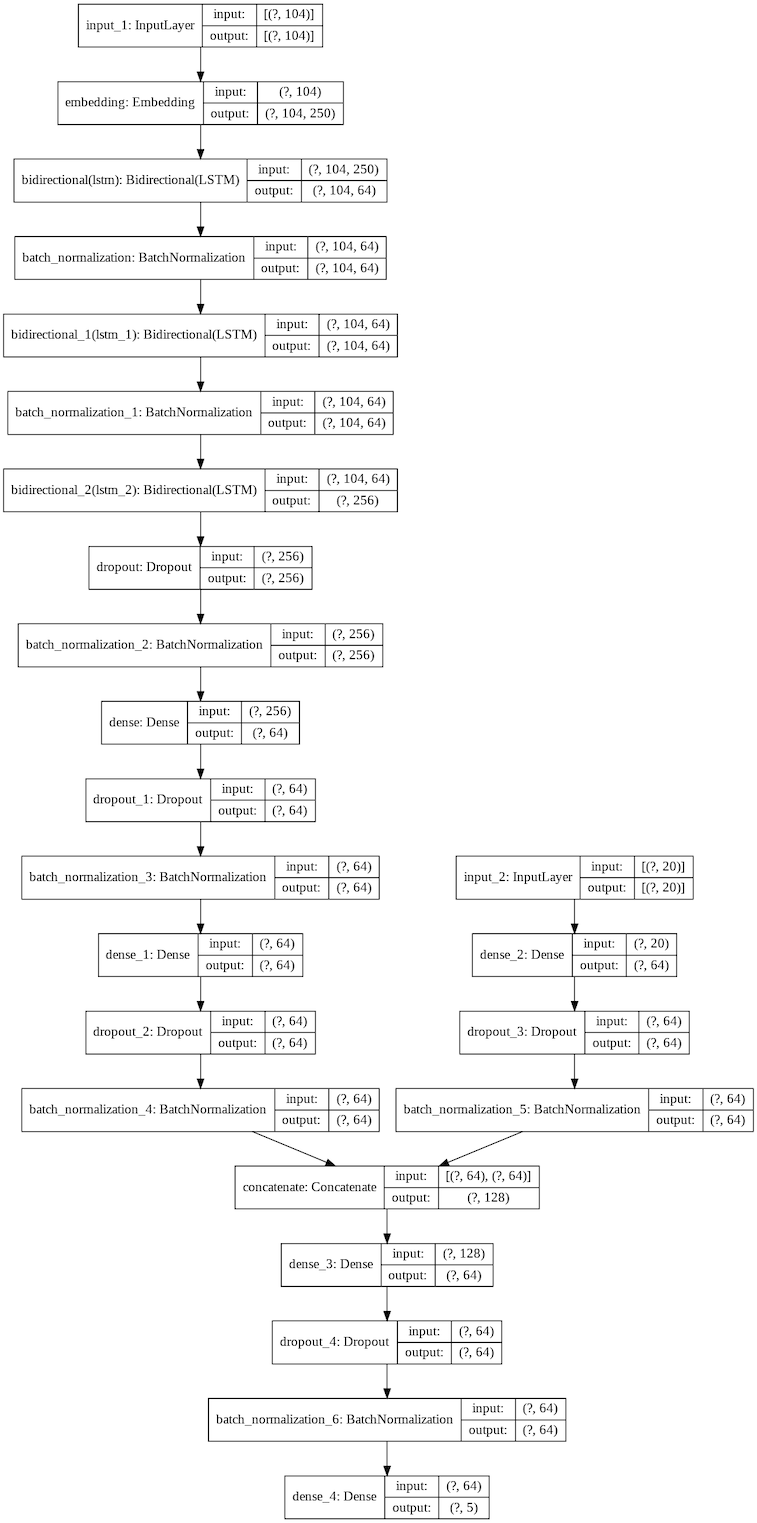 input_1: InputLayer
input: [(?, 104)]
output: [(?, 104)]
embedding: Embedding
input: (?, 104)
output: (?, 104, 250)
bidirectional(lstm): Bidirectional(LSTM)
input: (?, 104, 250)
output: (?, 104, 64)
batch_normalization: BatchNormalization
input: (?, 104, 64)
output: (?, 104, 64)
bidirectional_1(lstm_1): Bidirectional(LSTM)
input: (?, 104, 64)
output: (?, 104, 64)
batch_normalization_1: BatchNormalization
input: (?, 104, 64)
output: (?, 104, 64)
bidirectional_2(lstm_2): Bidirectional(LSTM)
input: (?, 104, 64)
output: (?, 256)
dropout: Dropout
input: (?, 256)
output: (?, 256)
batch_normalization_2: BatchNormalization
input: (?, 256)
output: (?, 256)
dense: Dense
input: (?, 256)
output: (?, 64)
dropout_1: Dropout
input: (?, 64)
output: (?, 64)
batch_normalization_3: BatchNormalization
input: (?, 64)
output: (?, 64)
input_2: InputLayer
input: [(?, 20)]
output: [(?, 20)]
dense_1: Dense
input: (?, 64)
output: (?, 64)
dense_2: Dense
input: (?, 20)
output: (?, 64)
dropout_2: Dropout
input: (?, 64)
output: (?, 64)
dropout_3: Dropout
input: (?, 64)
output: (?, 64)
batch_normalization_4: BatchNormalization
input: (?, 64)
output: (?, 64)
batch_normalization_5: BatchNormalization
input: (?, 64)
output: (?, 64)
concatenate: Concatenate
input: [(?, 64), (?, 64)]
output: (?, 128)
dense_3: Dense
input: (?, 128)
output: (?, 64)
dropout_4: Dropout
input: (?, 64)
output: (?, 64)
batch_normalization_6: BatchNormalization
input: (?, 64)
output: (?, 64)
dense_4: Dense
input: (?, 64)
output: (?, 5)